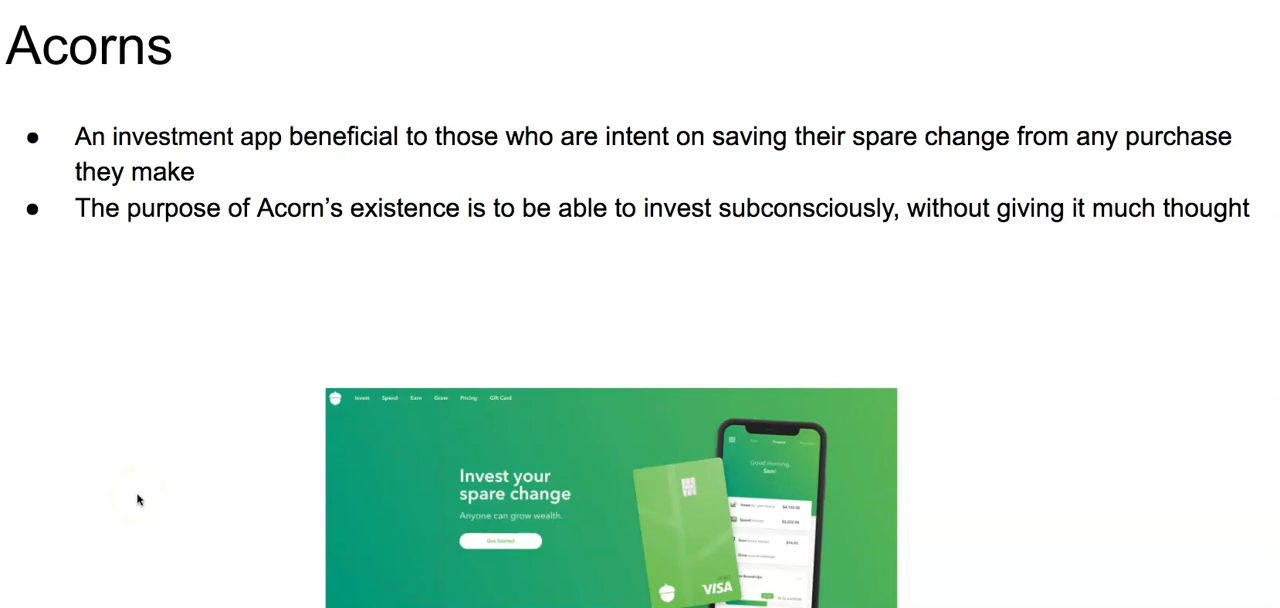 Acorns
● An investment app beneficial to those who are intent on saving their spare change from any purchase
they make
● The purpose of Acorn’s existence is to be able to invest subconsciously, without giving it much thought
Invest Spend Earn Grow Pricing Gift Card
Good morning,
Invest your
spare change
Anyone can grow wealth.
Get Started
VISA